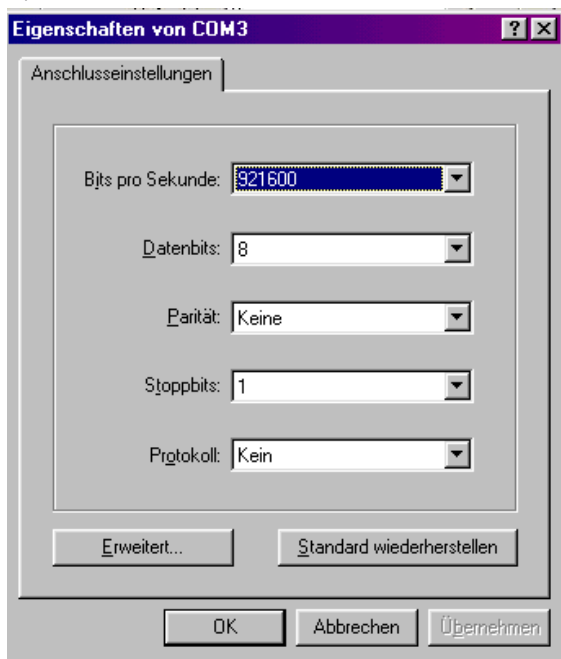 Eigenschaften von COM3
Anschlusseinstellungen
Bits pro Sekunde: 921600
Datenbits: 8
Parität: Keine
Stoppbits: 1
Protokoll: Kein
Erweitert... Standard wiederherstellen
OK Abbrechen Übernehmen